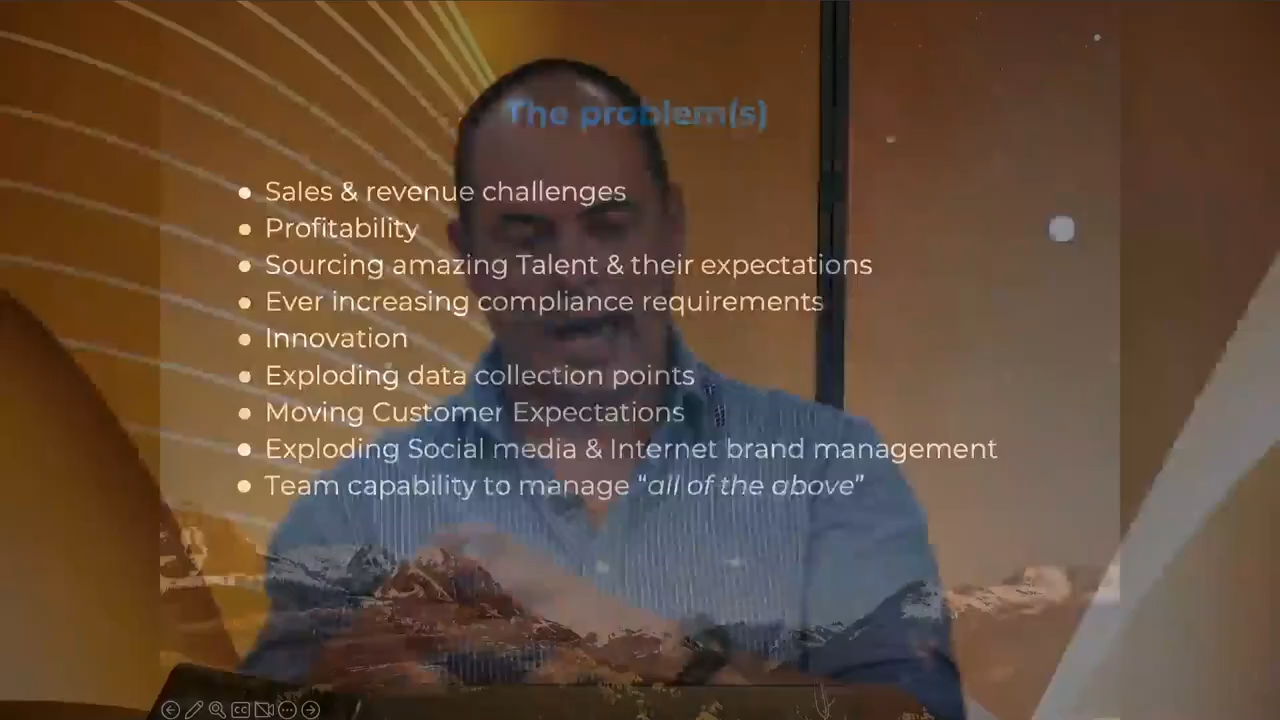 The problem(s)
Sales & revenue challenges
Profitability
Sourcing amazing Talent & their expectations
Ever increasing compliance requirements
Innovation
Exploding data collection points
Moving Customer Expectations
Exploding Social media & Internet brand management
Team capability to manage “all of the above”
CC